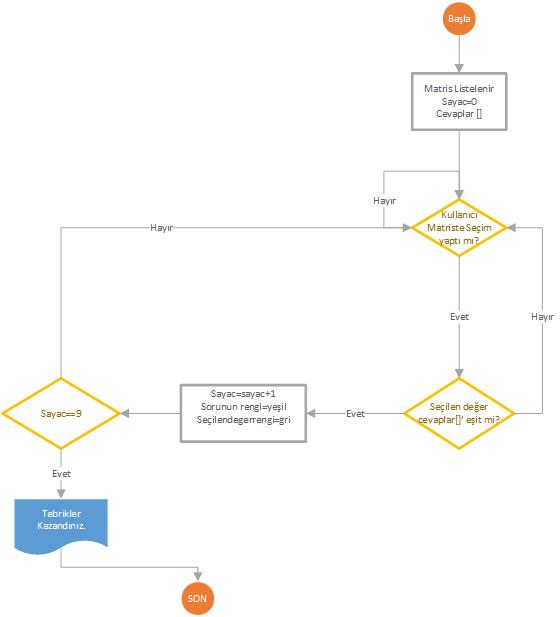 Başla
Matris Listelenir
Sayac=0
Cevaplar []
Hayır
Kullanıcı
Matriste Seçim
yaptı mı?
Hayır
Evet
Hayır
Sayac==9
Sayac=sayac+1
Sorunun rengi=yeşil
Seçilendegerrengi=gri
Evet
Seçilen değer
cevaplar[]’ eşit mi?
Evet
Tebrikler
Kazandınız.
SON